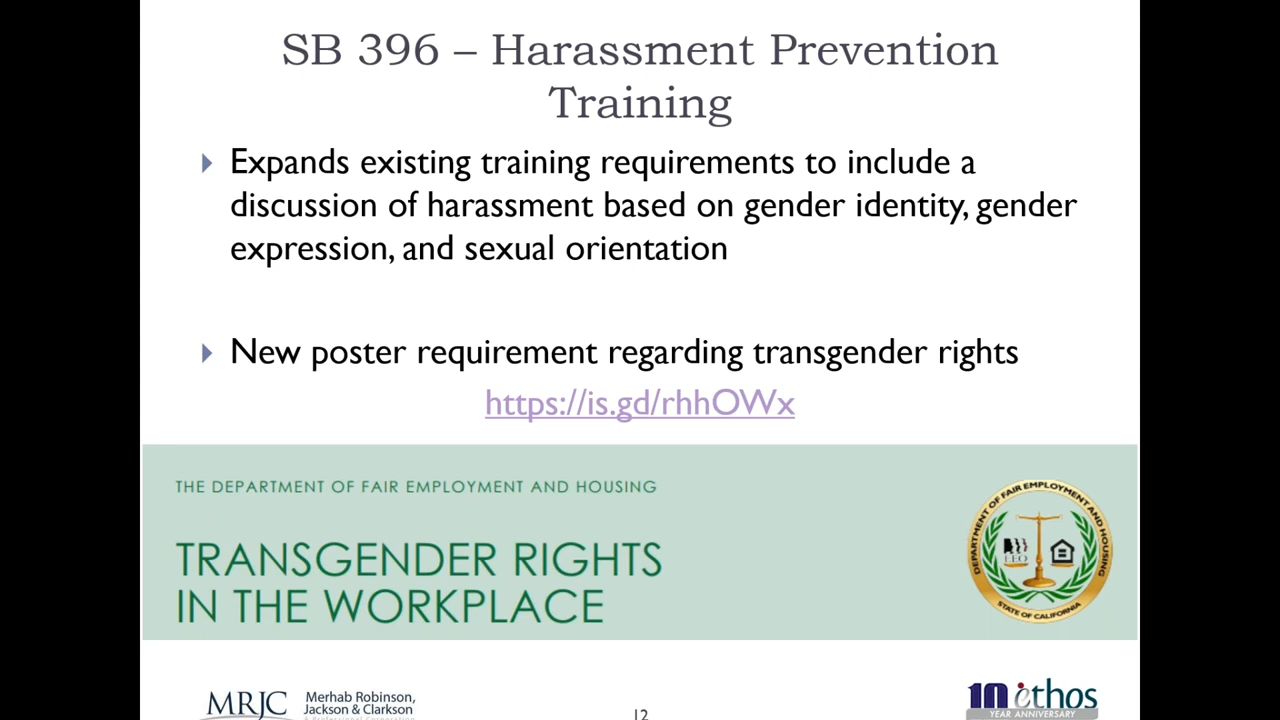 SB 396 – Harassment Prevention
Training
Expands existing training requirements to include a
discussion of harassment based on gender identity, gender
expression, and sexual orientation
New poster requirement regarding transgender rights
https://is.gd/rhhOWx
THE DEPARTMENT OF FAIR EMPLOYMENT AND HOUSING
TRANSGENDER RIGHTS
IN THE WORKPLACE
DEPARTMENT OF FAIR EMPLOYMENT AND HOUSING
EEO
STATE OF CALIFORNIA
MRJC
Merhab Robinson,
Jackson & Clarkson
A Professional Corporation
12
10 ethos
YEAR ANNIVERSARY